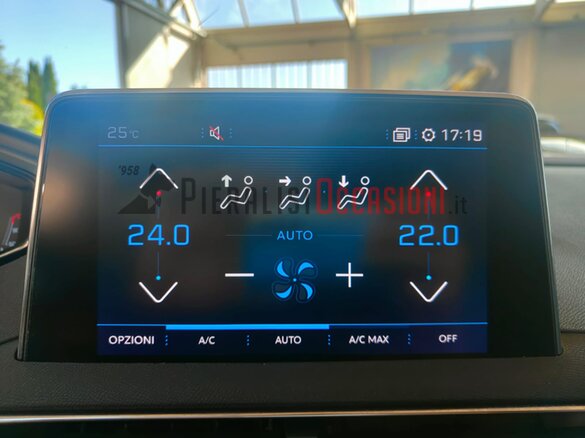 25°C 17:19
'958
PIERALISIOCCASIONI.it
24.0 AUTO 22.0
OPZIONI A/C AUTO A/C MAX OFF